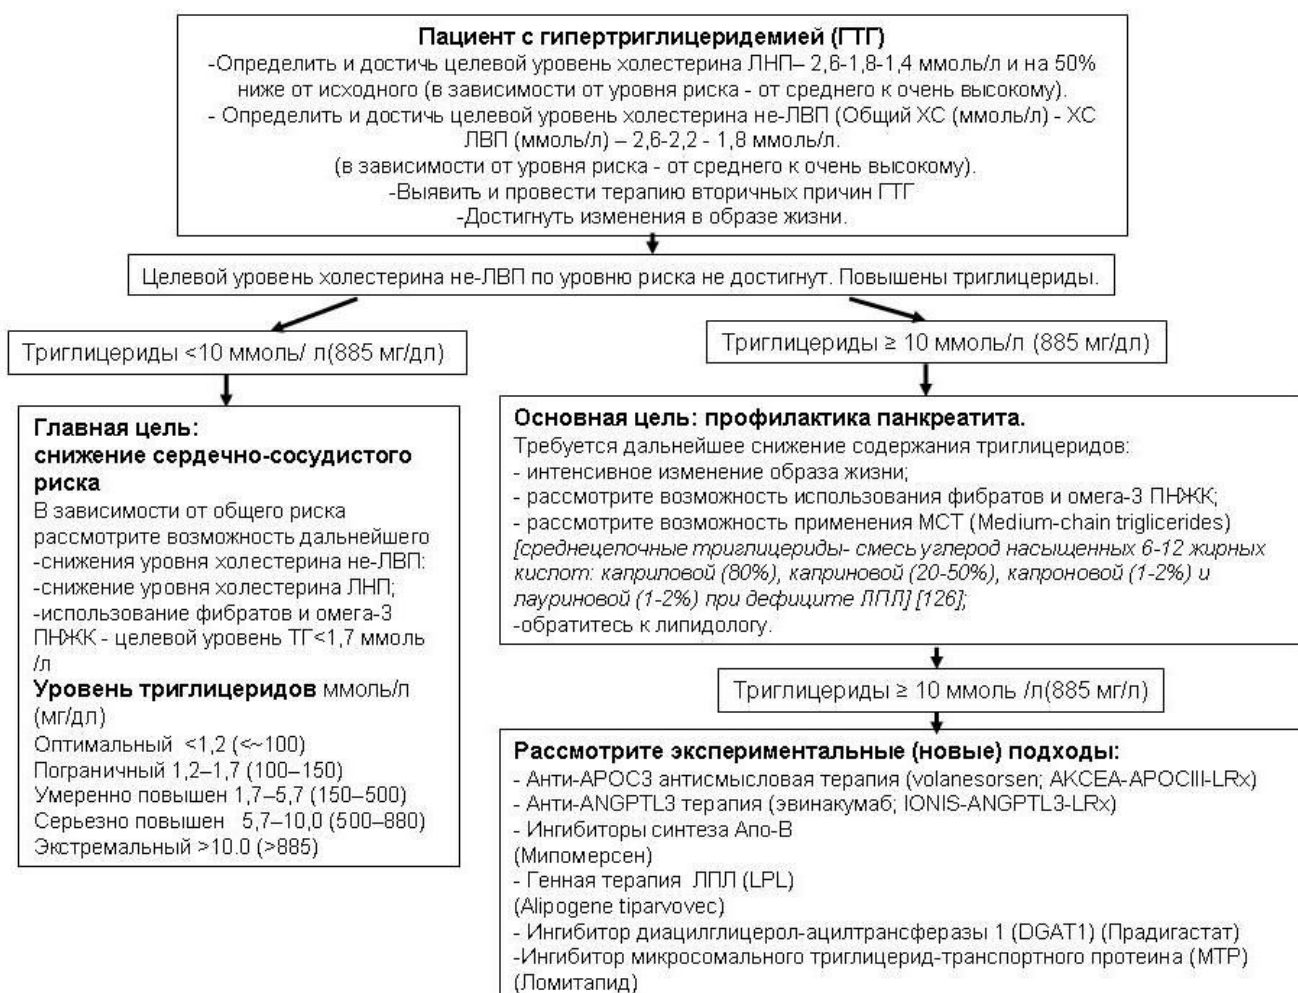 Пациент с гипертриглицеридемией (ГТГ)
-Определить и достичь целевой уровень холестерина ЛНП– 2,6-1,8-1,4 ммоль/л и на 50%
ниже от исходного (в зависимости от уровня риска - от среднего к очень высокому).
- Определить и достичь целевой уровень холестерина не-ЛВП (Общий ХС (ммоль/л) - ХС
ЛВП (ммоль/л) – 2,6-2,2 - 1,8 ммоль/л.
(в зависимости от уровня риска - от среднего к очень высокому).
-Выявить и провести терапию вторичных причин ГТГ
-Достигнуть изменения в образе жизни.
Целевой уровень холестерина не-ЛВП по уровню риска не достигнут. Повышены триглицериды.
Триглицериды <10 ммоль/ л(885 мг/дл)
Главная цель:
снижение сердечно-сосудистого
риска
В зависимости от общего риска
рассмотрите возможность дальнейшего
-снижения уровня холестерина не-ЛВП:
-снижение уровня холестерина ЛНП;
-использование фибратов и омега-3
ПНЖК - целевой уровень ТГ<1,7 ммоль
/л
Уровень триглицеридов ммоль/л
(мг/дл)
Оптимальный <1,2 (<~100)
Пограничный 1,2–1,7 (100–150)
Умеренно повышен 1,7–5,7 (150–500)
Серьезно повышен 5,7–10,0 (500–880)
Экстремальный >10.0 (>885)
Триглицериды ≥ 10 ммоль/л (885 мг/дл)
Основная цель: профилактика панкреатита.
Требуется дальнейшее снижение содержания триглицеридов:
- интенсивное изменение образа жизни;
- рассмотрите возможность использования фибратов и омега-3 ПНЖК;
- рассмотрите возможность применения МСТ (Medium-chain triglicerides)
[среднецепочные триглицериды- смесь углерод насыщенных 6-12 жирных
кислот: каприловой (80%), каприновой (20-50%), капроновой (1-2%) и
лауриновой (1-2%) при дефиците ЛПЛ] [126];
-обратитесь к липидологу.
Триглицериды ≥ 10 ммоль /л(885 мг/л)
Рассмотрите экспериментальные (новые) подходы:
- Анти-APOC3 антисмысловая терапия (volanesorsen; AKCEA-APOCIII-LRx)
- Анти-ANGPTL3 терапия (эвинакумаб; IONIS-ANGPTL3-LRx)
- Ингибиторы синтеза Апо-В
(Мипомерсен)
- Генная терапия ЛПЛ (LPL)
(Alipogene tiparvovec)
- Ингибитор диацилглицерол-ацилтрансферазы 1 (DGAT1) (Прадигастат)
-Ингибитор микросомального триглицерид-транспортного протеина (МТР)
(Ломитапид)